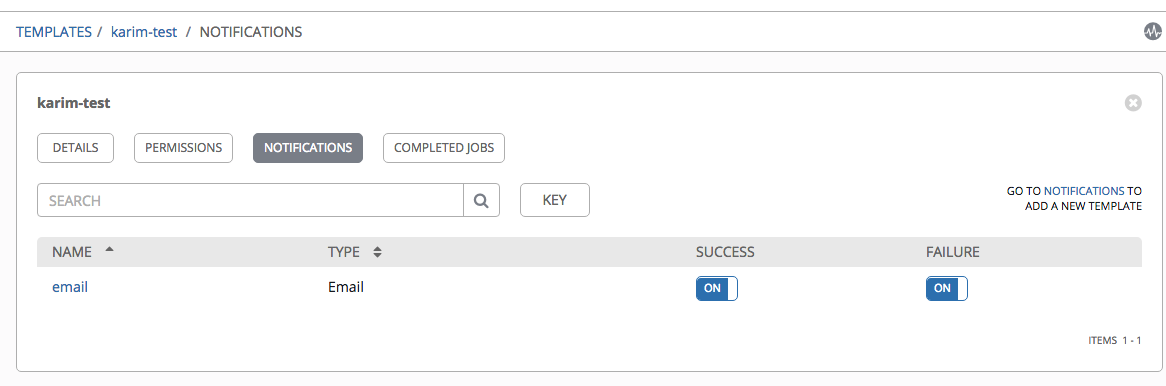 TEMPLATES / karim-test / NOTIFICATIONS
karim-test
DETAILS PERMISSIONS NOTIFICATIONS COMPLETED JOBS
SEARCH KEY
GO TO NOTIFICATIONS TO
ADD A NEW TEMPLATE
NAME TYPE SUCCESS FAILURE
email Email ON ON
ITEMS 1 - 1